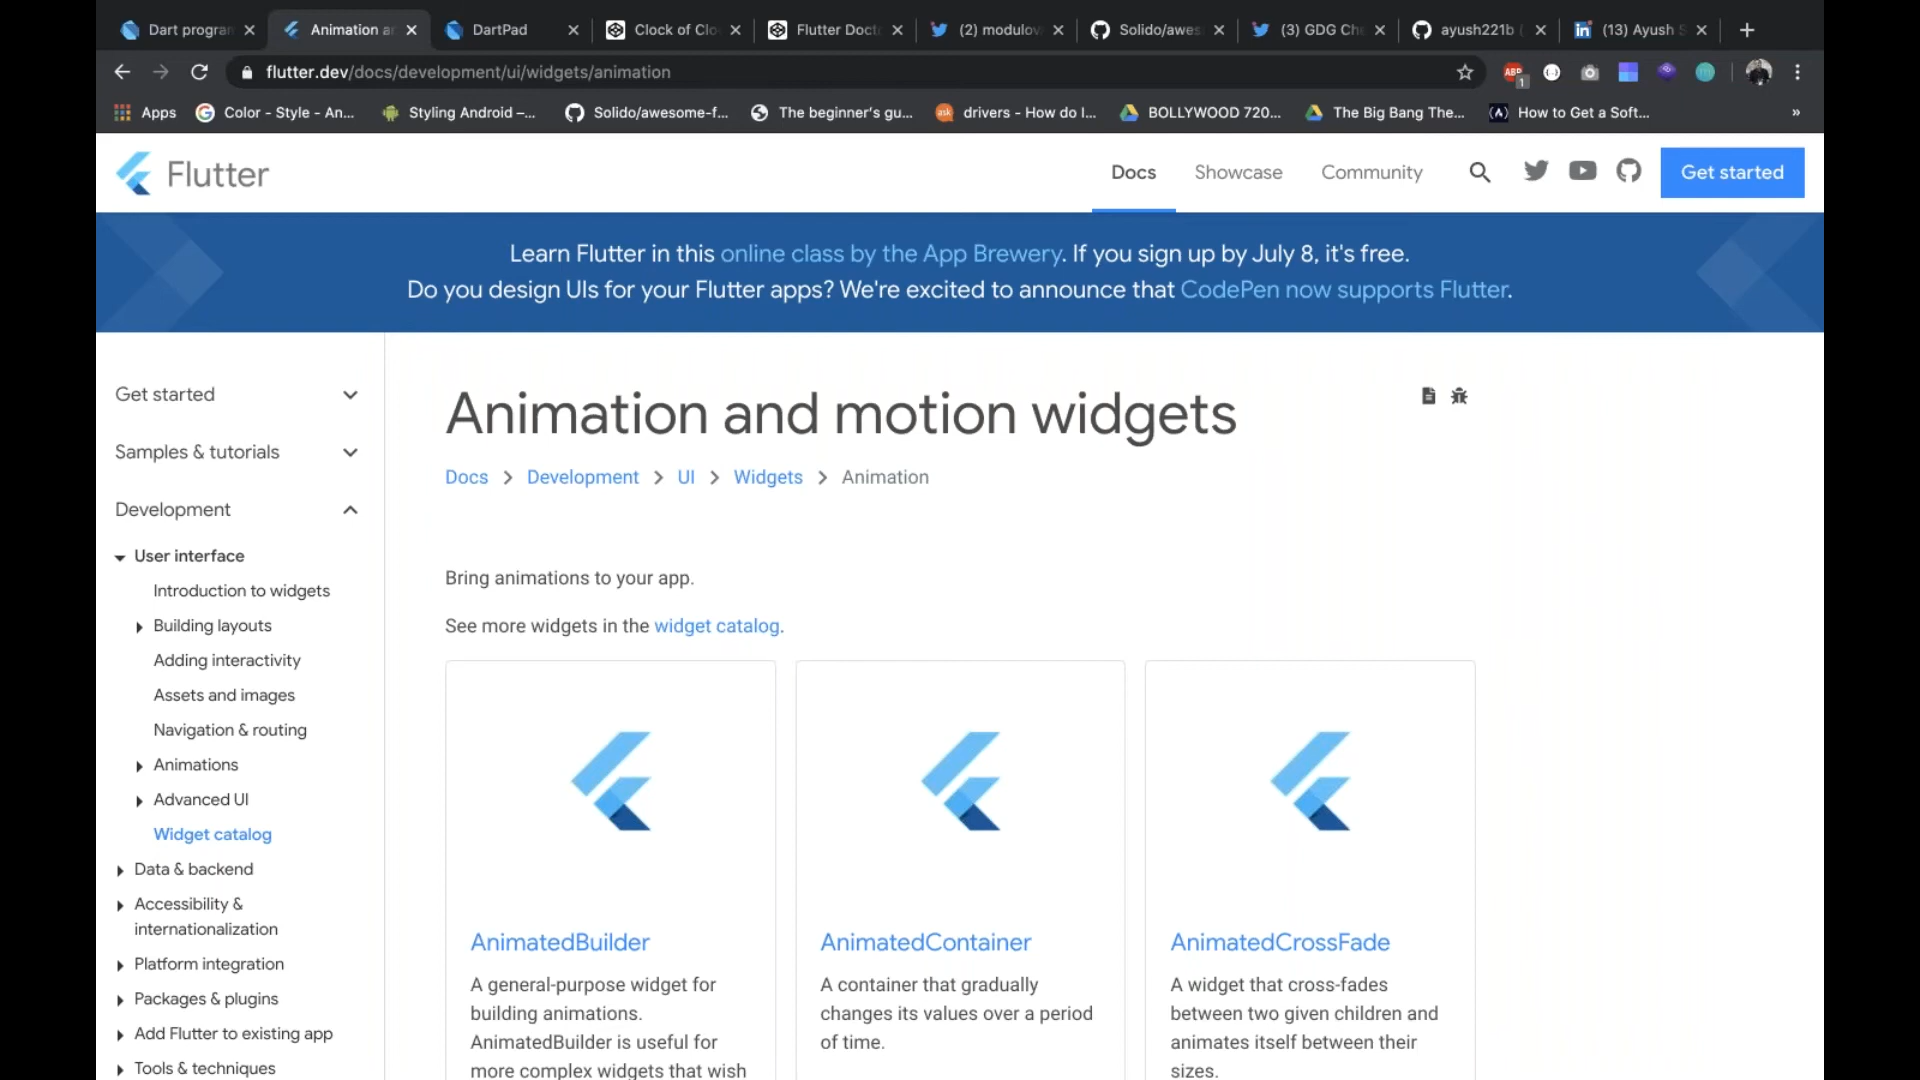 Dart program
Animation an
DartPad
Clock of Clo
Flutter Docto
(2) modulov
Solido/awes
(3) GDG Che
ayush221b (
(13) Ayush S
flutter.dev/docs/development/ui/widgets/animation
ABP
1
Apps
Color - Style - An...
Styling Android –...
Solido/awesome-f...
The beginner's gu...
ask
drivers - How do I...
BOLLYWOOD 720...
The Big Bang The...
(A)
How to Get a Soft...
»
Flutter
Docs
Showcase
Community
Get started
Learn Flutter in this online class by the App Brewery. If you sign up by July 8, it's free.
Do you design UIs for your Flutter apps? We're excited to announce that CodePen now supports Flutter.
Get started
Samples & tutorials
Development
User interface
Introduction to widgets
Building layouts
Adding interactivity
Assets and images
Navigation & routing
Animations
Advanced UI
Widget catalog
Data & backend
Accessibility &
internationalization
Platform integration
Packages & plugins
Add Flutter to existing app
Tools & techniques
Animation and motion widgets
Docs > Development > UI > Widgets > Animation
Bring animations to your app.
See more widgets in the widget catalog.
AnimatedBuilder
A general-purpose widget for
building animations.
AnimatedBuilder is useful for
more complex widgets that wish
AnimatedContainer
A container that gradually
changes its values over a period
of time.
AnimatedCrossFade
A widget that cross-fades
between two given children and
animates itself between their
sizes.